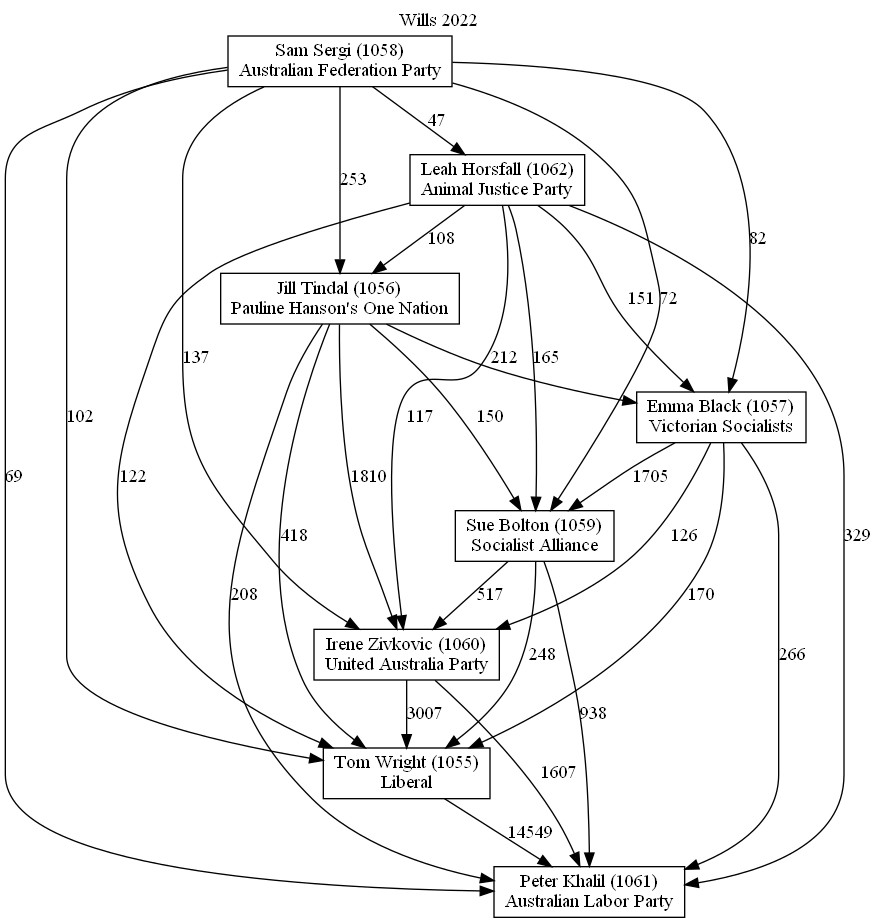 Wills 2022
Sam Sergi (1058)
Australian Federation Party
47
Leah Horsfall (1062)
Animal Justice Party
253
108
82
Jill Tindal (1056)
Pauline Hanson's One Nation
151
72
137
212
165
102
117
150
Emma Black (1057)
Victorian Socialists
69
122
1810
1705
Sue Bolton (1059)
Socialist Alliance
418
126
329
208
517
170
Irene Zivkovic (1060)
United Australia Party
248
266
3007
938
Tom Wright (1055)
Liberal
1607
14549
Peter Khalil (1061)
Australian Labor Party